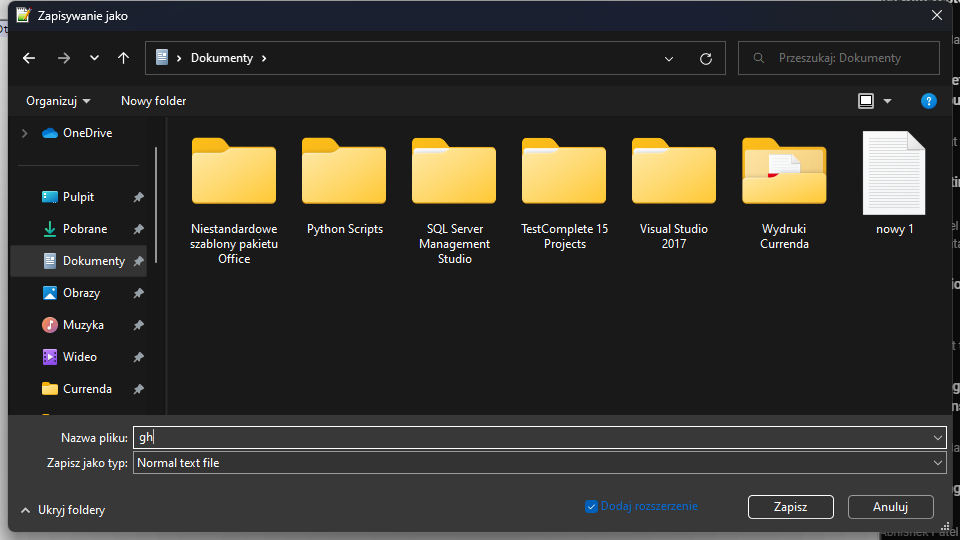 Zapisywanie jako
Dokumenty
Przeszukaj: Dokumenty
Organizuj
Nowy folder
?
OneDrive
Pulpit
Pobrane
Dokumenty
Obrazy
Muzyka
Wideo
Currenda
Niestandardowe
szablony pakietu
Office
Python Scripts
SQL Server
Management
Studio
TestComplete 15
Projects
Visual Studio
2017
Wydruki
Currenda
nowy 1
Nazwa pliku: gh
Zapisz jako typ: Normal text file
Ukryj foldery
Dodaj rozszerzenie
Zapisz
Anuluj
Abhishek Patel